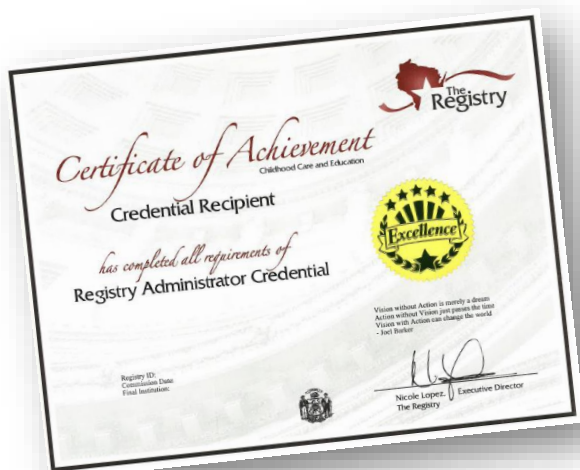 The
Registry
Certificate of Achievement
Childhood Care and Education
Credential Recipient
has completed all requirements of
Registry Administrator Credential
Excellence
Vision without Action is merely a dream
Action without Vision just passes the time
Vision with Action can change the world
- Joel Barker
Registry ID:
Commission Date:
Final Institution:
Nicole Lopez, Executive Director
The Registry